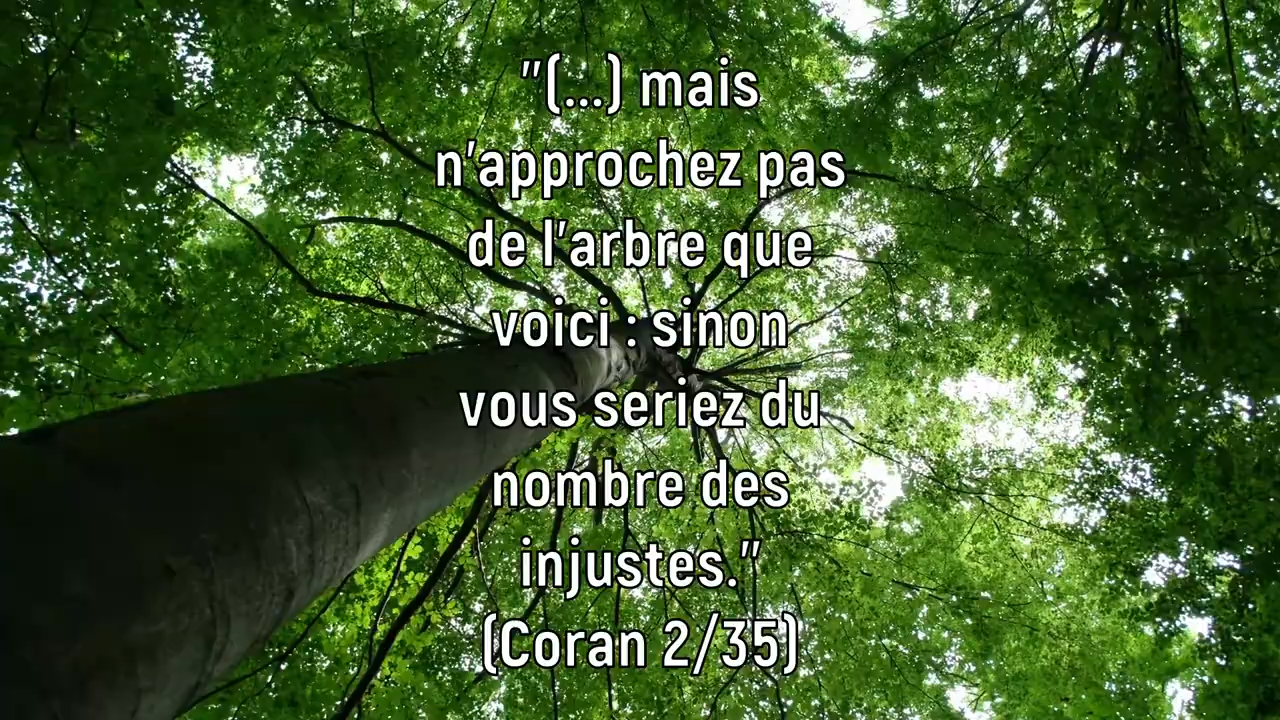 "(...) mais
n'approchez pas
de l'arbre que
voici : sinon
vous seriez du
nombre des
injustes."
(Coran 2/35)